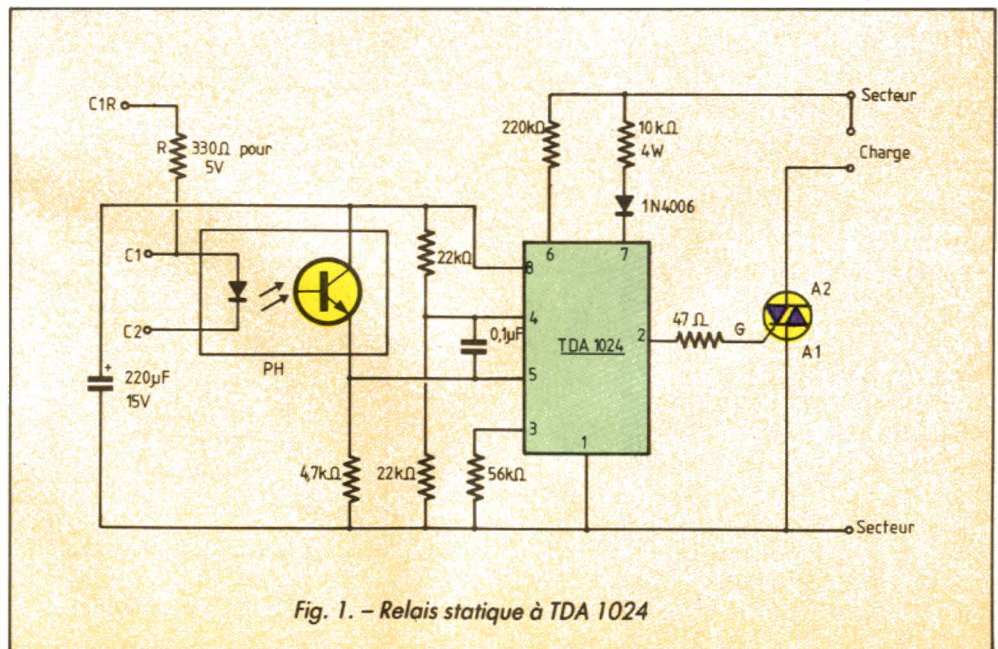 C1R
R
330Ω pour
5V
C1
C2
PH
+
220µF
15V
4,7kΩ
22kΩ
22kΩ
0,1µF
56kΩ
220kΩ
10kΩ
4W
1N4006
6
7
8
4
5
3
1
2
TDA 1024
47Ω
G
A2
A1
Secteur
Charge
Secteur
Fig. 1. – Relais statique à TDA 1024